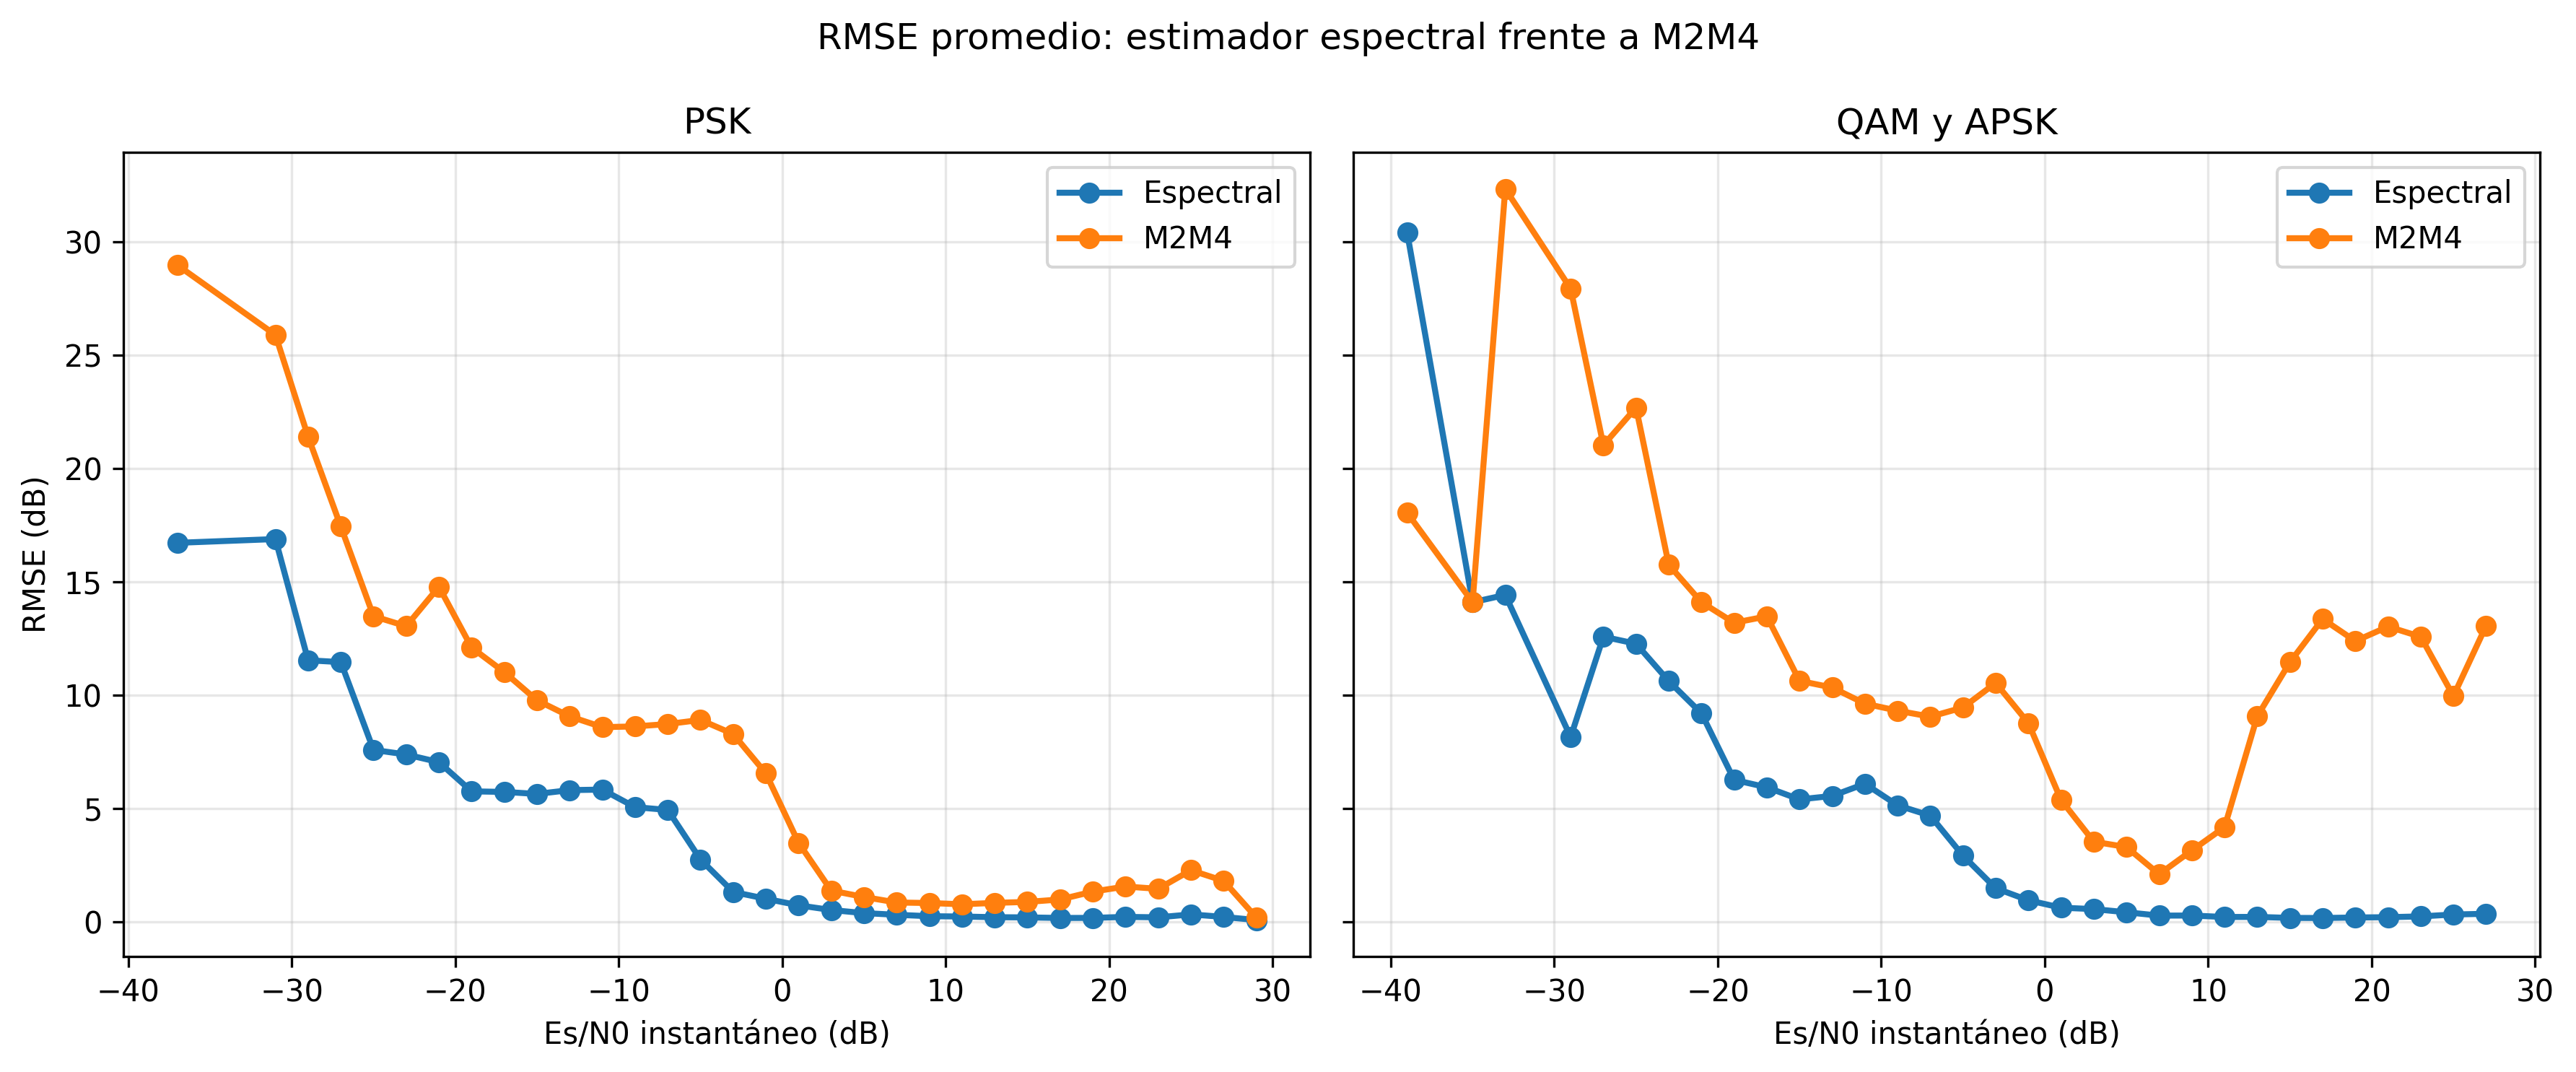 RMSE promedio: estimador espectral frente a M2M4
PSK
QAM y APSK
Espectral
M2M4
Espectral
M2M4
RMSE (dB)
30
25
20
15
10
5
0
−40 −30 −20 −10 0 10 20 30
−40 −30 −20 −10 0 10 20 30
Es/N0 instantáneo (dB)
Es/N0 instantáneo (dB)